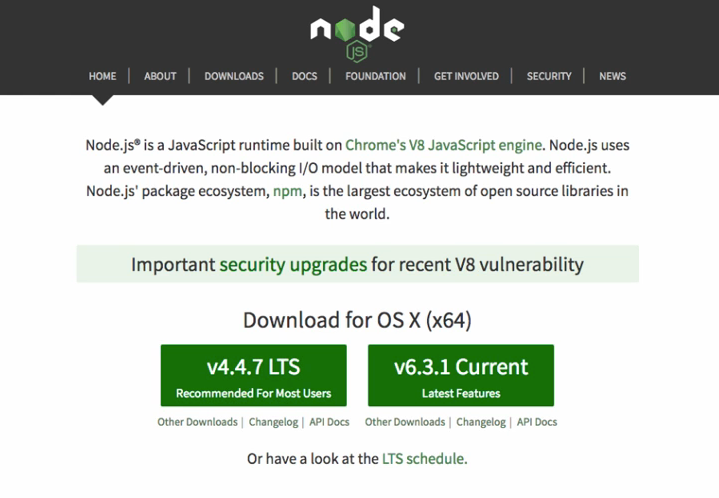 node
JS
HOME | ABOUT | DOWNLOADS | DOCS | FOUNDATION | GET INVOLVED | SECURITY | NEWS
Node.js® is a JavaScript runtime built on Chrome's V8 JavaScript engine. Node.js uses
an event-driven, non-blocking I/O model that makes it lightweight and efficient.
Node.js' package ecosystem, npm, is the largest ecosystem of open source libraries in
the world.
Important security upgrades for recent V8 vulnerability
Download for OS X (x64)
v4.4.7 LTS
Recommended For Most Users
v6.3.1 Current
Latest Features
Other Downloads | Changelog | API Docs
Other Downloads | Changelog | API Docs
Or have a look at the LTS schedule.